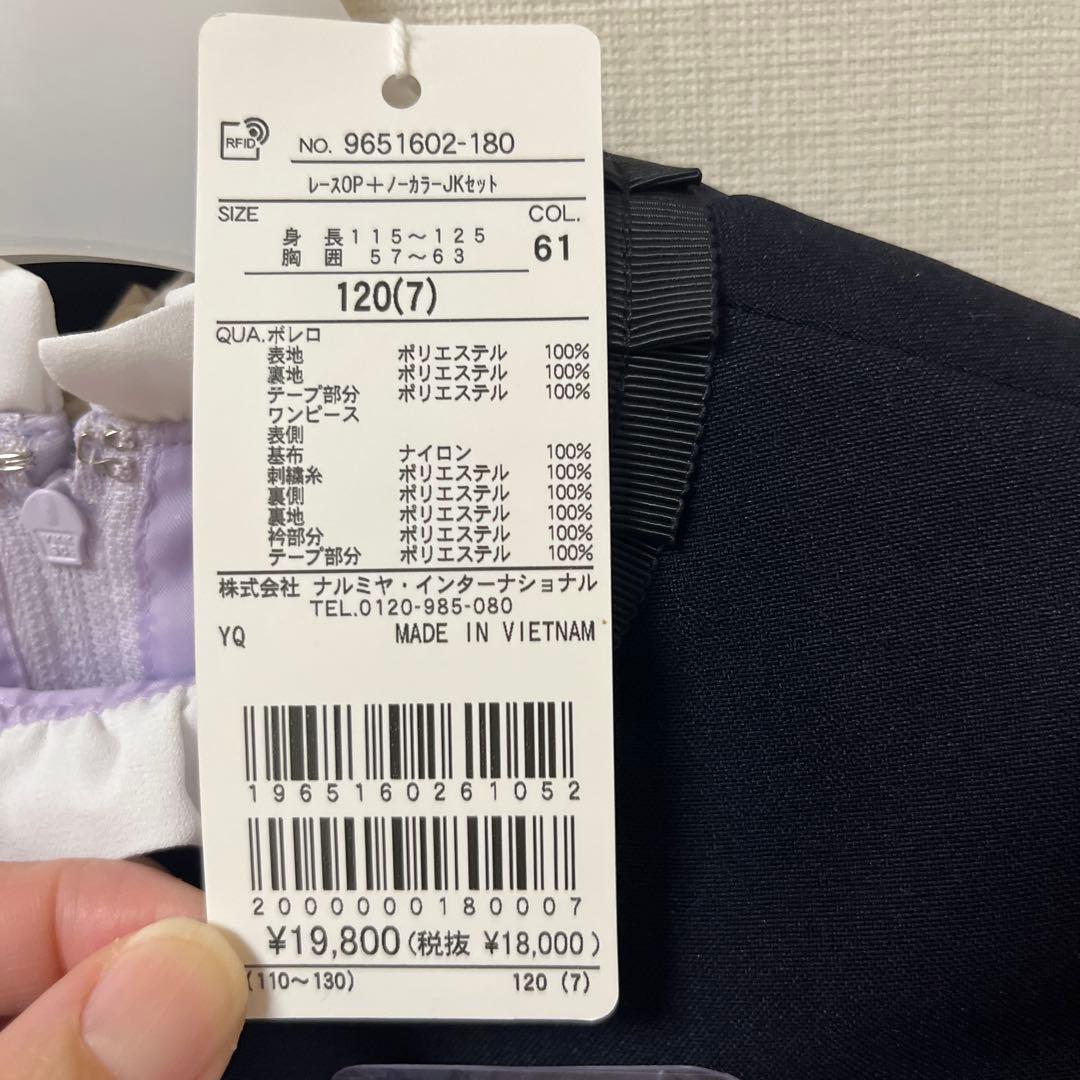 RFID
NO. 9651602-180
レースOP＋ノーカラーJKセット
SIZE
COL.
身長115～125
胸囲 57～63
61
120(7)
QUA.ボレロ
表地 ポリエステル 100%
裏地 ポリエステル 100%
テープ部分 ポリエステル 100%
ワンピース
表側
基布 ナイロン 100%
刺繍糸 ポリエステル 100%
裏側 ポリエステル 100%
裏地 ポリエステル 100%
衿部分 ポリエステル 100%
テープ部分 ポリエステル 100%
株式会社 ナルミヤ・インターナショナル
TEL.0120-985-080
YQ MADE IN VIETNAM
1965160261052
2000000180007
¥19,800(税抜 ¥18,000)
(110～130) 120 (7)